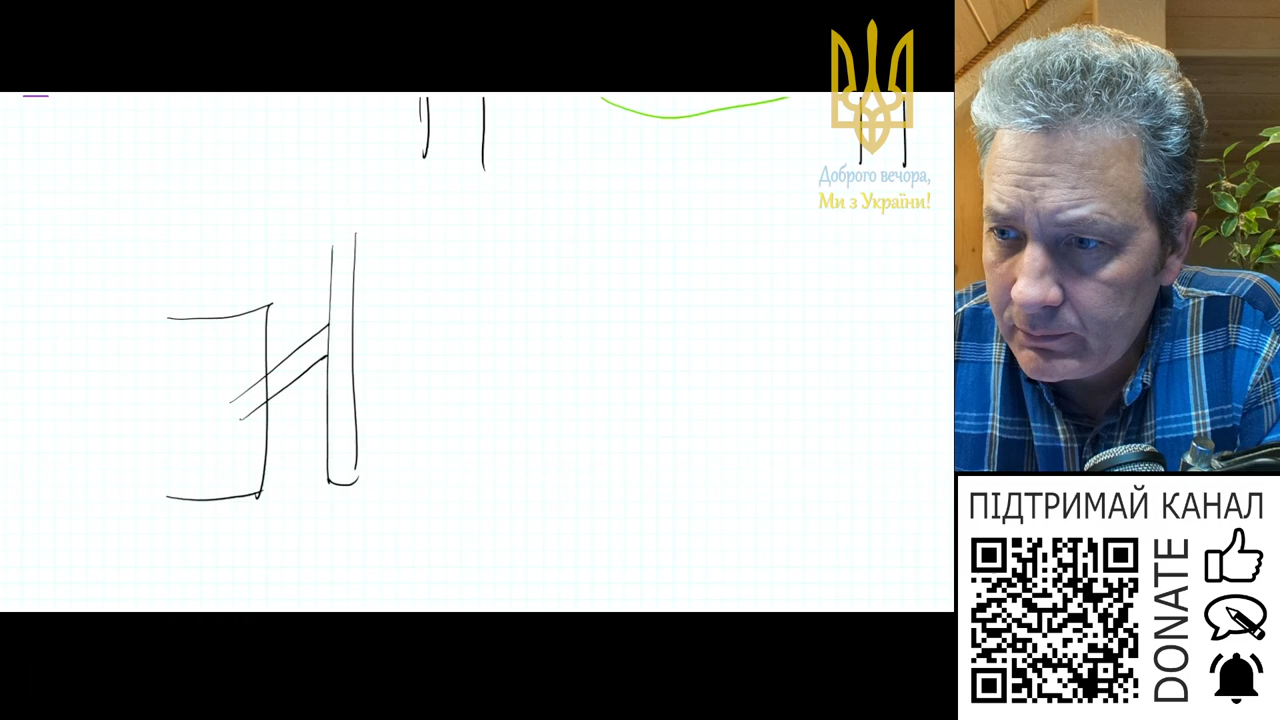 Доброго вечора,
Ми з України!
ПІДТРИМАЙ КАНАЛ
DONATE